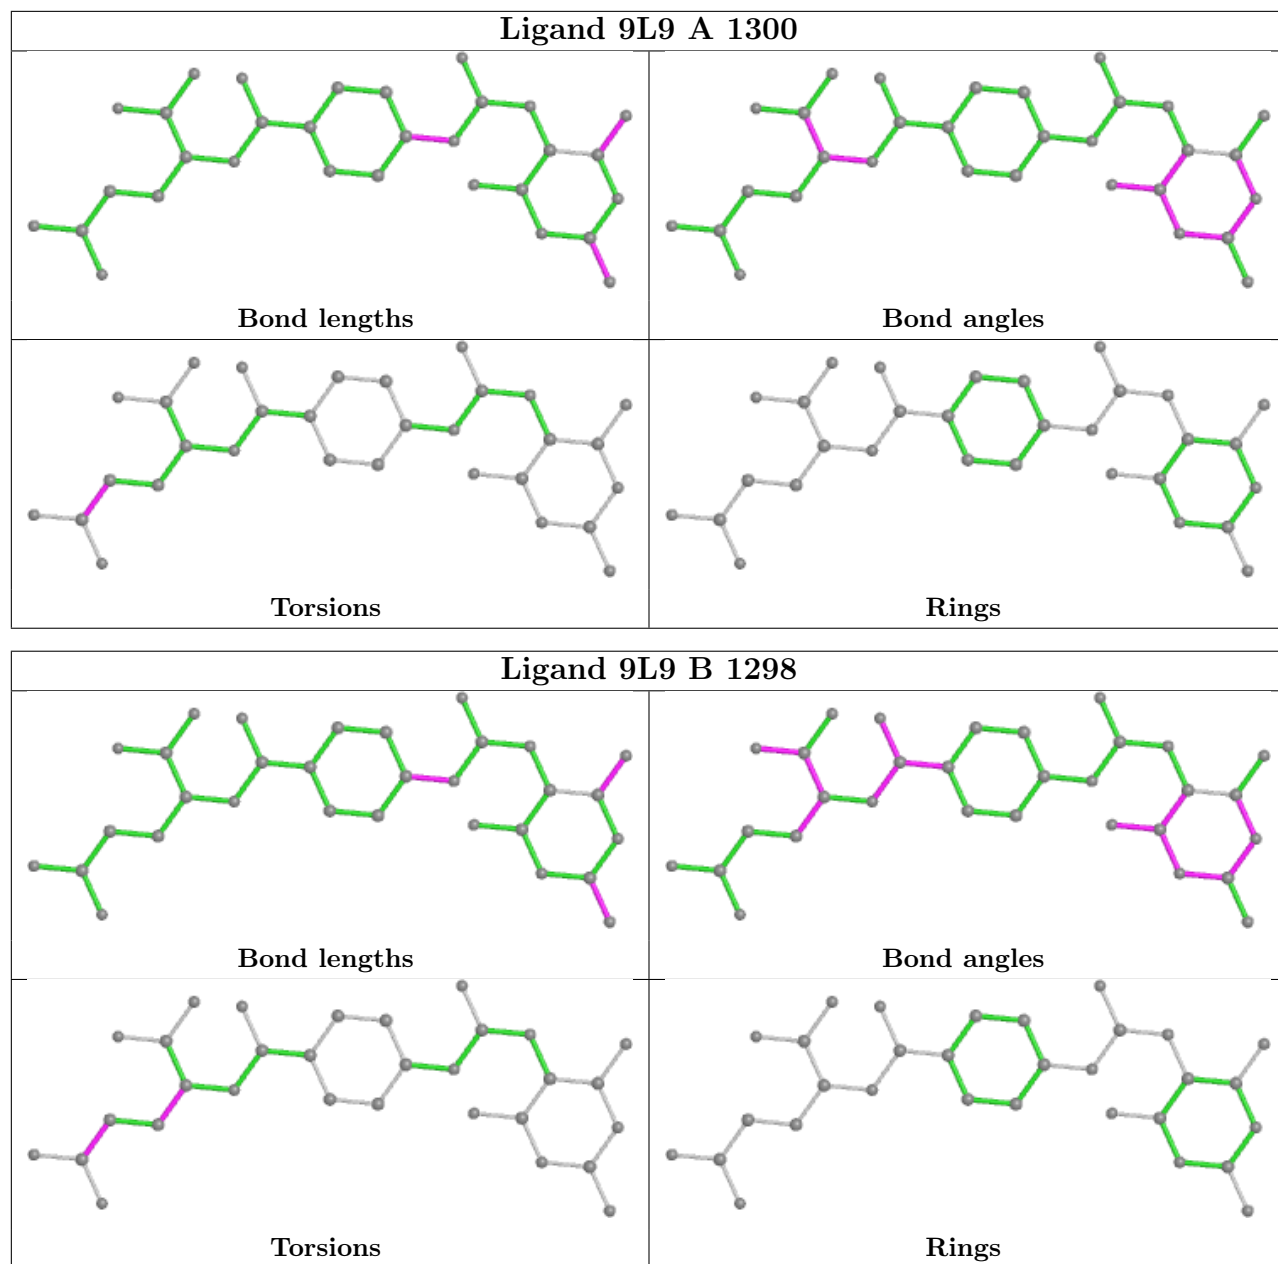 Ligand 9L9 A 1300
Bond lengths
Bond angles
Torsions
Rings
Ligand 9L9 B 1298
Bond lengths
Bond angles
Torsions
Rings